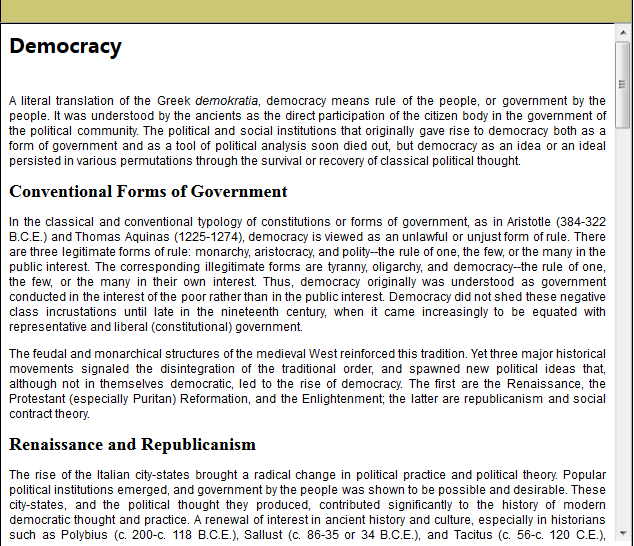 Democracy
A literal translation of the Greek demokratia, democracy means rule of the people, or government by the
people. It was understood by the ancients as the direct participation of the citizen body in the government of
the political community. The political and social institutions that originally gave rise to democracy both as a
form of government and as a tool of political analysis soon died out, but democracy as an idea or an ideal
persisted in various permutations through the survival or recovery of classical political thought.
Conventional Forms of Government
In the classical and conventional typology of constitutions or forms of government, as in Aristotle (384-322
B.C.E.) and Thomas Aquinas (1225-1274), democracy is viewed as an unlawful or unjust form of rule. There
are three legitimate forms of rule: monarchy, aristocracy, and polity--the rule of one, the few, or the many in the
public interest. The corresponding illegitimate forms are tyranny, oligarchy, and democracy--the rule of one,
the few, or the many in their own interest. Thus, democracy originally was understood as government
conducted in the interest of the poor rather than in the public interest. Democracy did not shed these negative
class incrustations until late in the nineteenth century, when it came increasingly to be equated with
representative and liberal (constitutional) government.
The feudal and monarchical structures of the medieval West reinforced this tradition. Yet three major historical
movements signaled the disintegration of the traditional order, and spawned new political ideas that,
although not in themselves democratic, led to the rise of democracy. The first are the Renaissance, the
Protestant (especially Puritan) Reformation, and the Enlightenment; the latter are republicanism and social
contract theory.
Renaissance and Republicanism
The rise of the Italian city-states brought a radical change in political practice and political theory. Popular
political institutions emerged, and government by the people was shown to be possible and desirable. These
city-states, and the political thought they produced, contributed significantly to the history of modern
democratic thought and practice. A renewal of interest in ancient history and culture, especially in historians
such as Polybius (c. 200-c. 118 B.C.E.), Sallust (c. 86-35 or 34 B.C.E.), and Tacitus (c. 56-c. 120 C.E.),